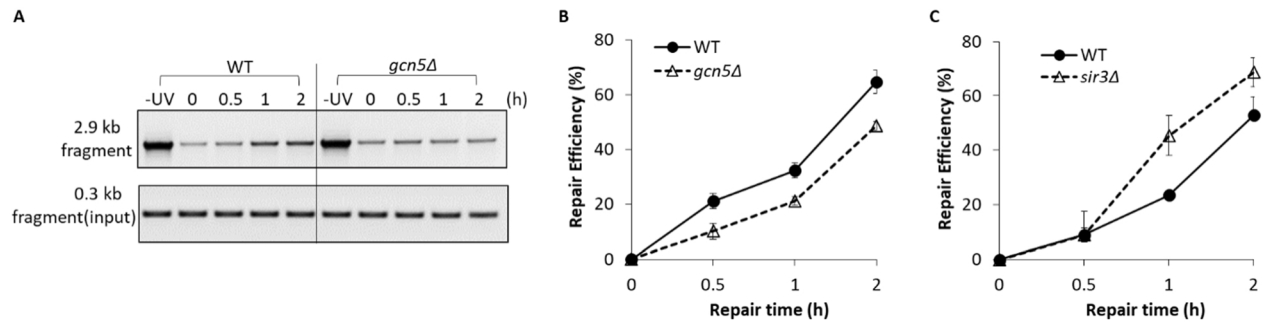 A
WT
gcn5Δ
-UV 0 0.5 1 2 -UV 0 0.5 1 2 (h)
2.9 kb
fragment
0.3 kb
fragment(input)
B
WT
gcn5Δ
Repair Efficiency (%)
80
60
40
20
0
0 0.5 1 2
Repair time (h)
C
WT
sir3Δ
Repair Efficiency (%)
80
60
40
20
0
0 0.5 1 2
Repair time (h)